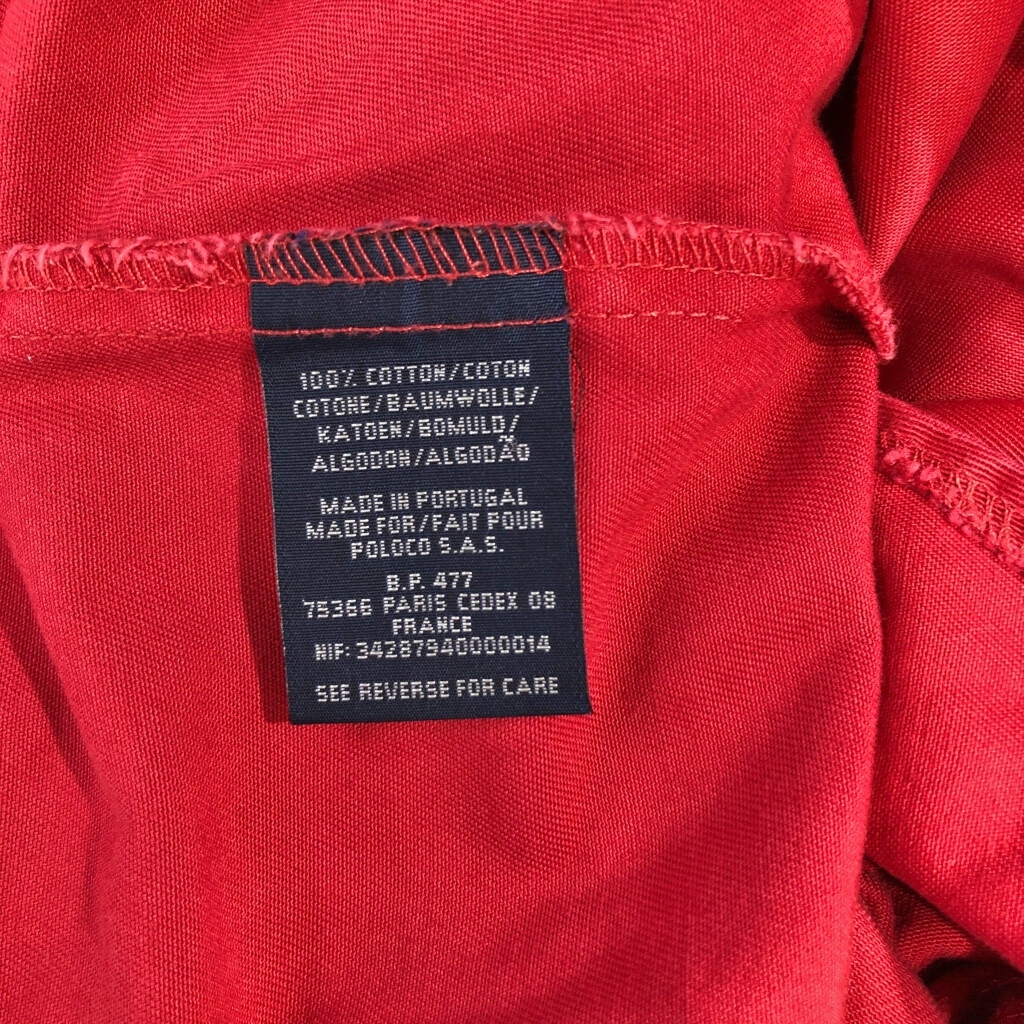 100% COTTON/COTON
COTONE/BAUMWOLLE/
KATOEN/BOMULD/
ALGODON/ALGODÃO
MADE IN PORTUGAL
MADE FOR/FAIT POUR
POLOCO S.A.S.
B.P. 477
75366 PARIS CEDEX 08
FRANCE
NIF: 34287940000014
SEE REVERSE FOR CARE